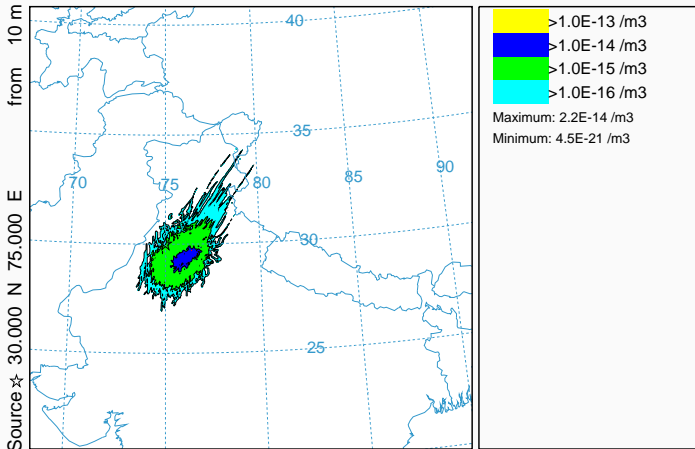 Source☆ 30.000 N 75.000 E from 10 m
40
35
90
70
75
80
85
30
25
>1.0E-13 /m3
>1.0E-14 /m3
>1.0E-15 /m3
>1.0E-16 /m3
Maximum: 2.2E-14 /m3
Minimum: 4.5E-21 /m3